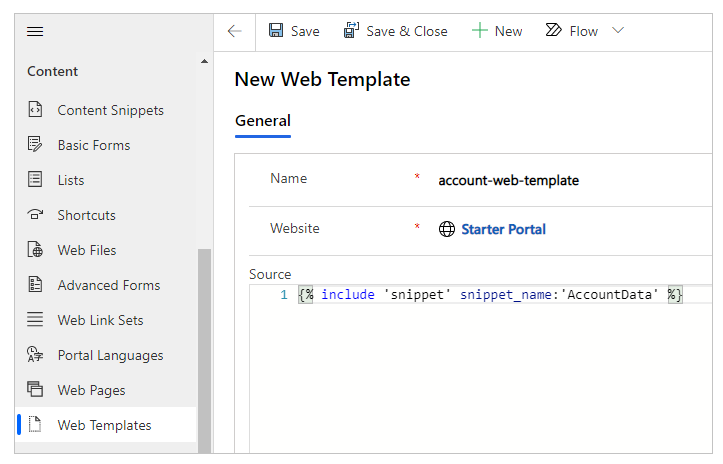 Save
Save & Close
New
Flow
Content
Content Snippets
Basic Forms
Lists
Shortcuts
Web Files
Advanced Forms
Web Link Sets
Portal Languages
Web Pages
Web Templates
New Web Template
General
Name * account-web-template
Website * Starter Portal
Source
1 {% include 'snippet' snippet_name:'AccountData' %}